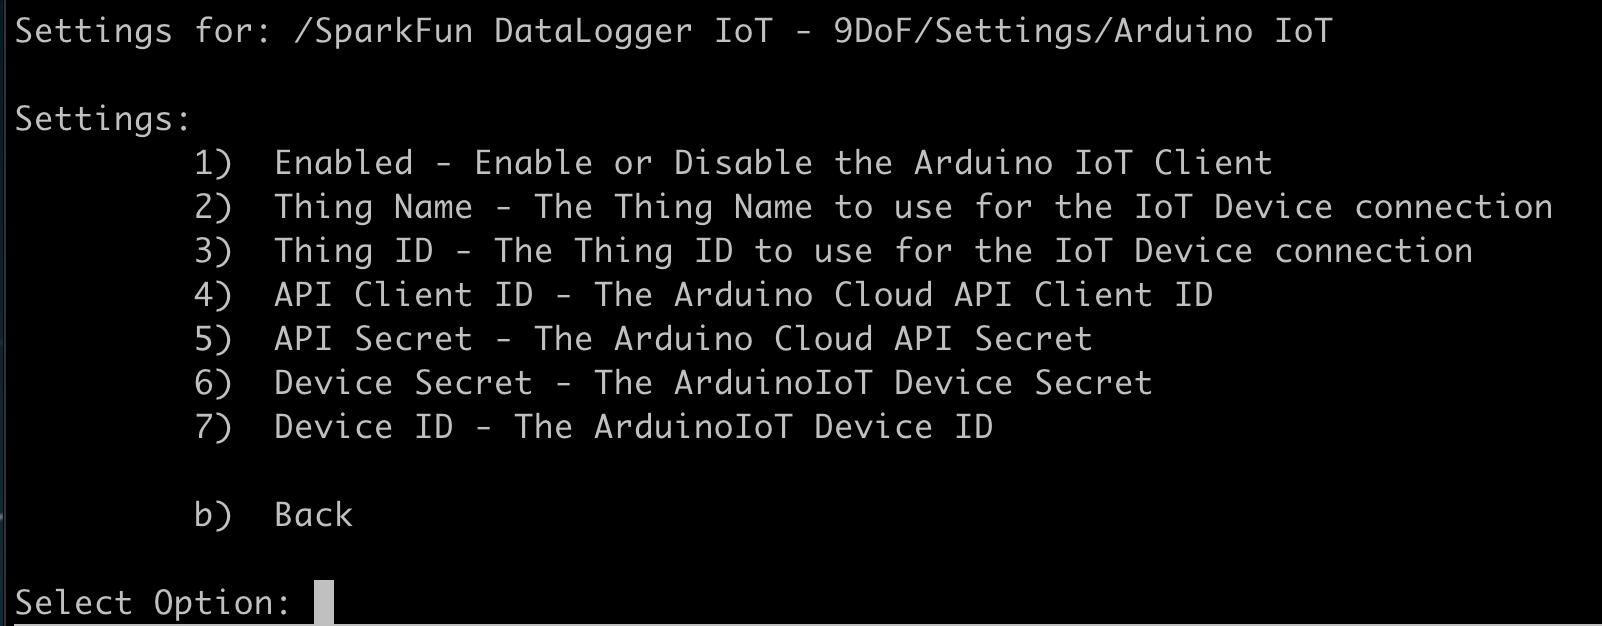 Settings for: /SparkFun DataLogger IoT - 9DoF/Settings/Arduino IoT
Settings:
1) Enabled - Enable or Disable the Arduino IoT Client
2) Thing Name - The Thing Name to use for the IoT Device connection
3) Thing ID - The Thing ID to use for the IoT Device connection
4) API Client ID - The Arduino Cloud API Client ID
5) API Secret - The Arduino Cloud API Secret
6) Device Secret - The ArduinoIoT Device Secret
7) Device ID - The ArduinoIoT Device ID
b) Back
Select Option: